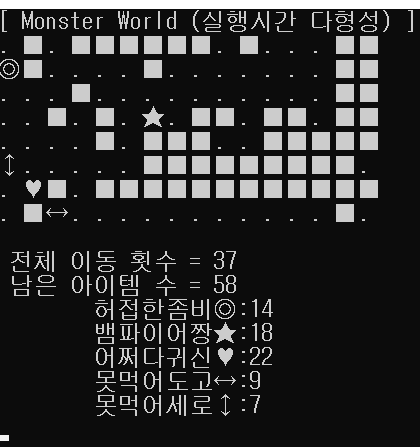 [ Monster World (실행시간 다형성) ]
. ■ . ■ ■ ■ ■ ■ ■ . ■ . . . ■ ■
◎ ■ . . . . ■ . . . . . . . ■ ■
. . . ■ . . . . . . . . . . ■ ■
. . ■ . ■ . ★ . ■ ■ . ■ ■ . ■ ■
. . . . ■ . ■ ■ ■ . . ■ ■ ■ ■ ■
↕ . . . . . ■ ■ ■ ■ ■ ■ ■ ■ ■ .
. ♥ ■ . ■ ■ ■ ■ ■ ■ ■ ■ ■ ■ ■ ■
. ■ ↔ . . . . . . . . . . . ■ .
전체 이동 횟수 = 37
남은 아이템 수 = 58
허접한좀비◎:14
뱀파이어짱★:18
어쩌다귀신♥:22
못먹어도고↔:9
못먹어세로↕:7